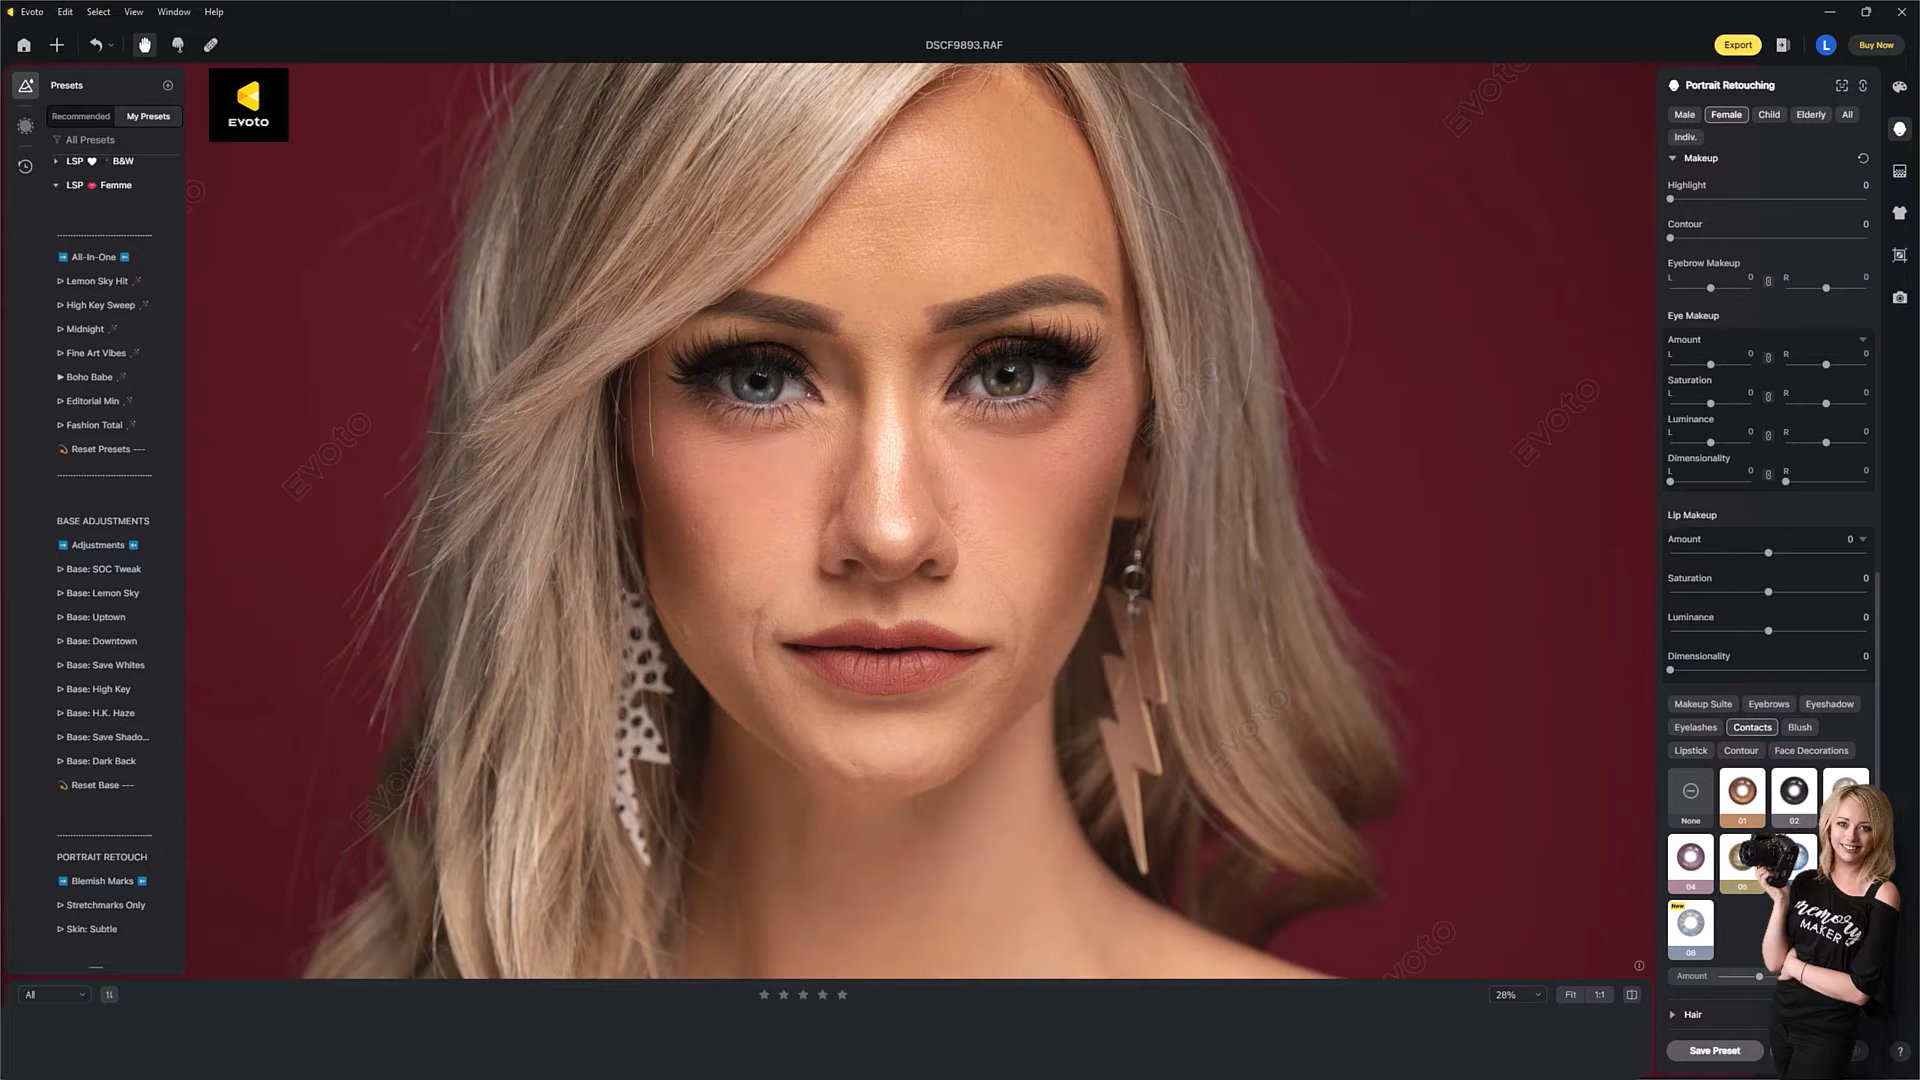 Evoto Edit Select View Window Help
DSCF9893.RAF
Export
L
Buy Now
Presets
Recommended My Presets
All Presets
LSP B&W
LSP Femme
All-In-One
Lemon Sky Hit
High Key Sweep
Midnight
Fine Art Vibes
Boho Babe
Editorial Min
Fashion Total
Reset Presets ---
BASE ADJUSTMENTS
Adjustments
Base: SOC Tweak
Base: Lemon Sky
Base: Uptown
Base: Downtown
Base: Save Whites
Base: High Key
Base: H.K. Haze
Base: Save Shado...
Base: Dark Back
Reset Base ---
PORTRAIT RETOUCH
Blemish Marks
Stretchmarks Only
Skin: Subtle
EVOTO
EVOTO
EVOTO
EVOTO
EVOTO
EVOTO
EVOTO
EVOTO
All
28%
Fit 1:1
Portrait Retouching
Male Female Child Elderly All
Indiv.
Makeup
Highlight 0
Contour 0
Eyebrow Makeup
L 0 R 0
Eye Makeup
Amount
L 0 R 0
Saturation
L 0 R 0
Luminance
L 0 R 0
Dimensionality
L 0 R 0
Lip Makeup
Amount 0
Saturation 0
Luminance 0
Dimensionality 0
Makeup Suite Eyebrows Eyeshadow
Eyelashes Contacts Blush
Lipstick Contour Face Decorations
None 01 02
04 05
New
08
Amount
Hair
Save Preset
?
memory
MAKER